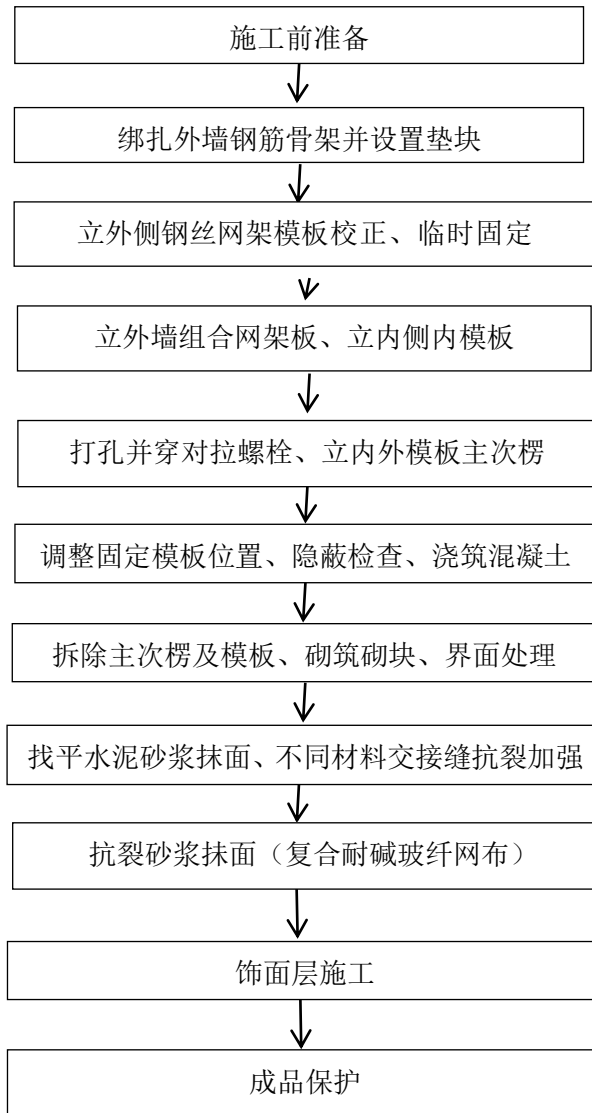 施工前准备
绑扎外墙钢筋骨架并设置垫块
立外侧钢丝网架模板校正、临时固定
立外墙组合网架板、立内侧内模板
打孔并穿对拉螺栓、立内外模板主次楞
调整固定模板位置、隐蔽检查、浇筑混凝土
拆除主次楞及模板、砌筑砌块、界面处理
找平水泥砂浆抹面、不同材料交接缝抗裂加强
抗裂砂浆抹面（复合耐碱玻纤网布）
饰面层施工
成品保护